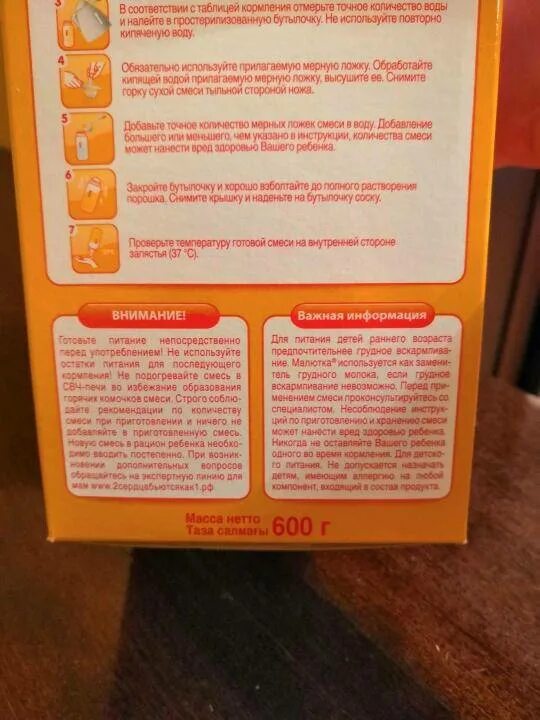 3
В соответствии с таблицей кормления отмерьте точное количество воды
и налейте в простерилизованную бутылочку. Не используйте повторно
кипяченую воду.
4
Обязательно используйте прилагаемую мерную ложку. Обработайте
кипящей водой прилагаемую мерную ложку, высушите ее. Снимите
горку сухой смеси тыльной стороной ножа.
5
Добавьте точное количество мерных ложек смеси в воду. Добавление
большего или меньшего, чем указано в инструкции, количества смеси
может нанести вред здоровью Вашего ребенка.
6
Закройте бутылочку и хорошо взболтайте до полного растворения
порошка. Снимите крышку и наденьте на бутылочку соску.
7
Проверьте температуру готовой смеси на внутренней стороне
запястья (37 °С).
ВНИМАНИЕ!
Готовьте питание непосредственно
перед употреблением! Не используйте
остатки питания для последующего
кормления! Не подогревайте смесь в
СВЧ-печи во избежание образования
горячих комочков смеси. Строго соблю-
дайте рекомендации по количеству
смеси при приготовлении и ничего не
добавляйте в приготовленную смесь.
Новую смесь в рацион ребенка необхо-
димо вводить постепенно. При возник-
новении дополнительных вопросов
обращайтесь на экспертную линию для
мам www.2сердцабьютсякак1.рф
Важная информация
Для питания детей раннего возраста
предпочтительнее грудное вскармлива-
ние. Малютка® используется как замени-
тель грудного молока, если грудное
вскармливание невозможно. Перед при-
менением смеси проконсультируйтесь со
специалистом. Несоблюдение инструк-
ций по приготовлению и хранению смеси
может нанести вред здоровью ребенка.
Никогда не оставляйте Вашего ребенка
одного во время кормления. Для детско-
го питания. Не допускается назначать
детям, имеющим аллергию на любой
компонент, входящий в состав продукта.
Масса нетто
Таза салмағы 600 г